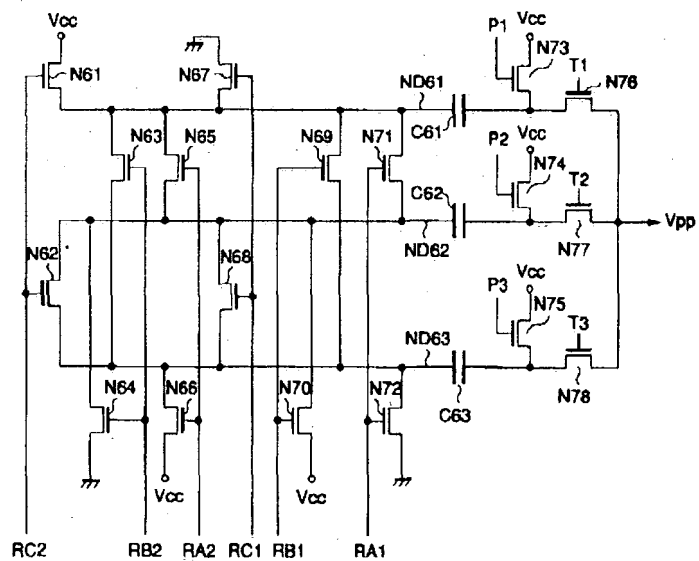 Vcc
P1
Vcc
N73
T1
N61
N67
N76
ND61
C61
N63
N65
N69
N71
P2
Vcc
N74
C62
T2
Vpp
ND62
N77
N62
N68
Vcc
P3
N75
ND63
T3
N64
N66
N70
N72
C63
N78
Vcc
Vcc
RC2
RB2
RA2
RC1
RB1
RA1